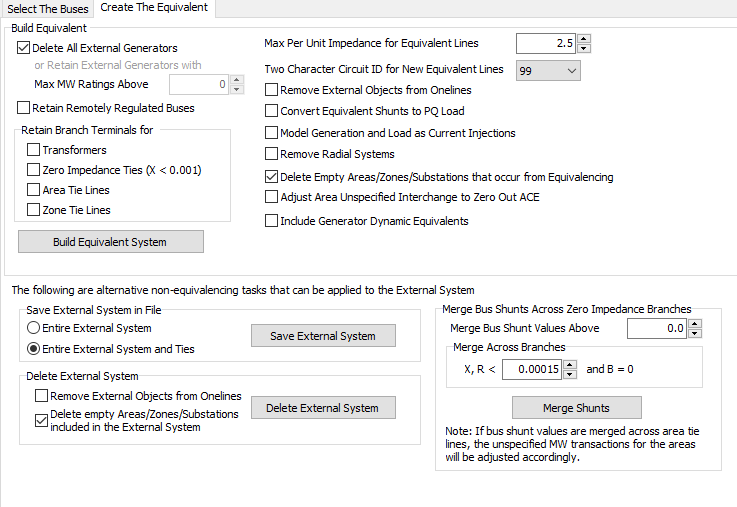 Select The Buses
Create The Equivalent
Build Equivalent
Delete All External Generators
or Retain External Generators with
Max MW Ratings Above
0
Retain Remotely Regulated Buses
Retain Branch Terminals for
Transformers
Zero Impedance Ties (X < 0.001)
Area Tie Lines
Zone Tie Lines
Build Equivalent System
Max Per Unit Impedance for Equivalent Lines
2.5
Two Character Circuit ID for New Equivalent Lines
99
Remove External Objects from Onelines
Convert Equivalent Shunts to PQ Load
Model Generation and Load as Current Injections
Remove Radial Systems
Delete Empty Areas/Zones/Substations that occur from Equivalencing
Adjust Area Unspecified Interchange to Zero Out ACE
Include Generator Dynamic Equivalents
The following are alternative non-equivalencing tasks that can be applied to the External System
Save External System in File
Entire External System
Entire External System and Ties
Save External System
Delete External System
Remove External Objects from Onelines
Delete empty Areas/Zones/Substations
included in the External System
Delete External System
Merge Bus Shunts Across Zero Impedance Branches
Merge Bus Shunt Values Above
0.0
Merge Across Branches
X, R <
0.00015
and B = 0
Merge Shunts
Note: If bus shunt values are merged across area tie
lines, the unspecified MW transactions for the areas
will be adjusted accordingly.